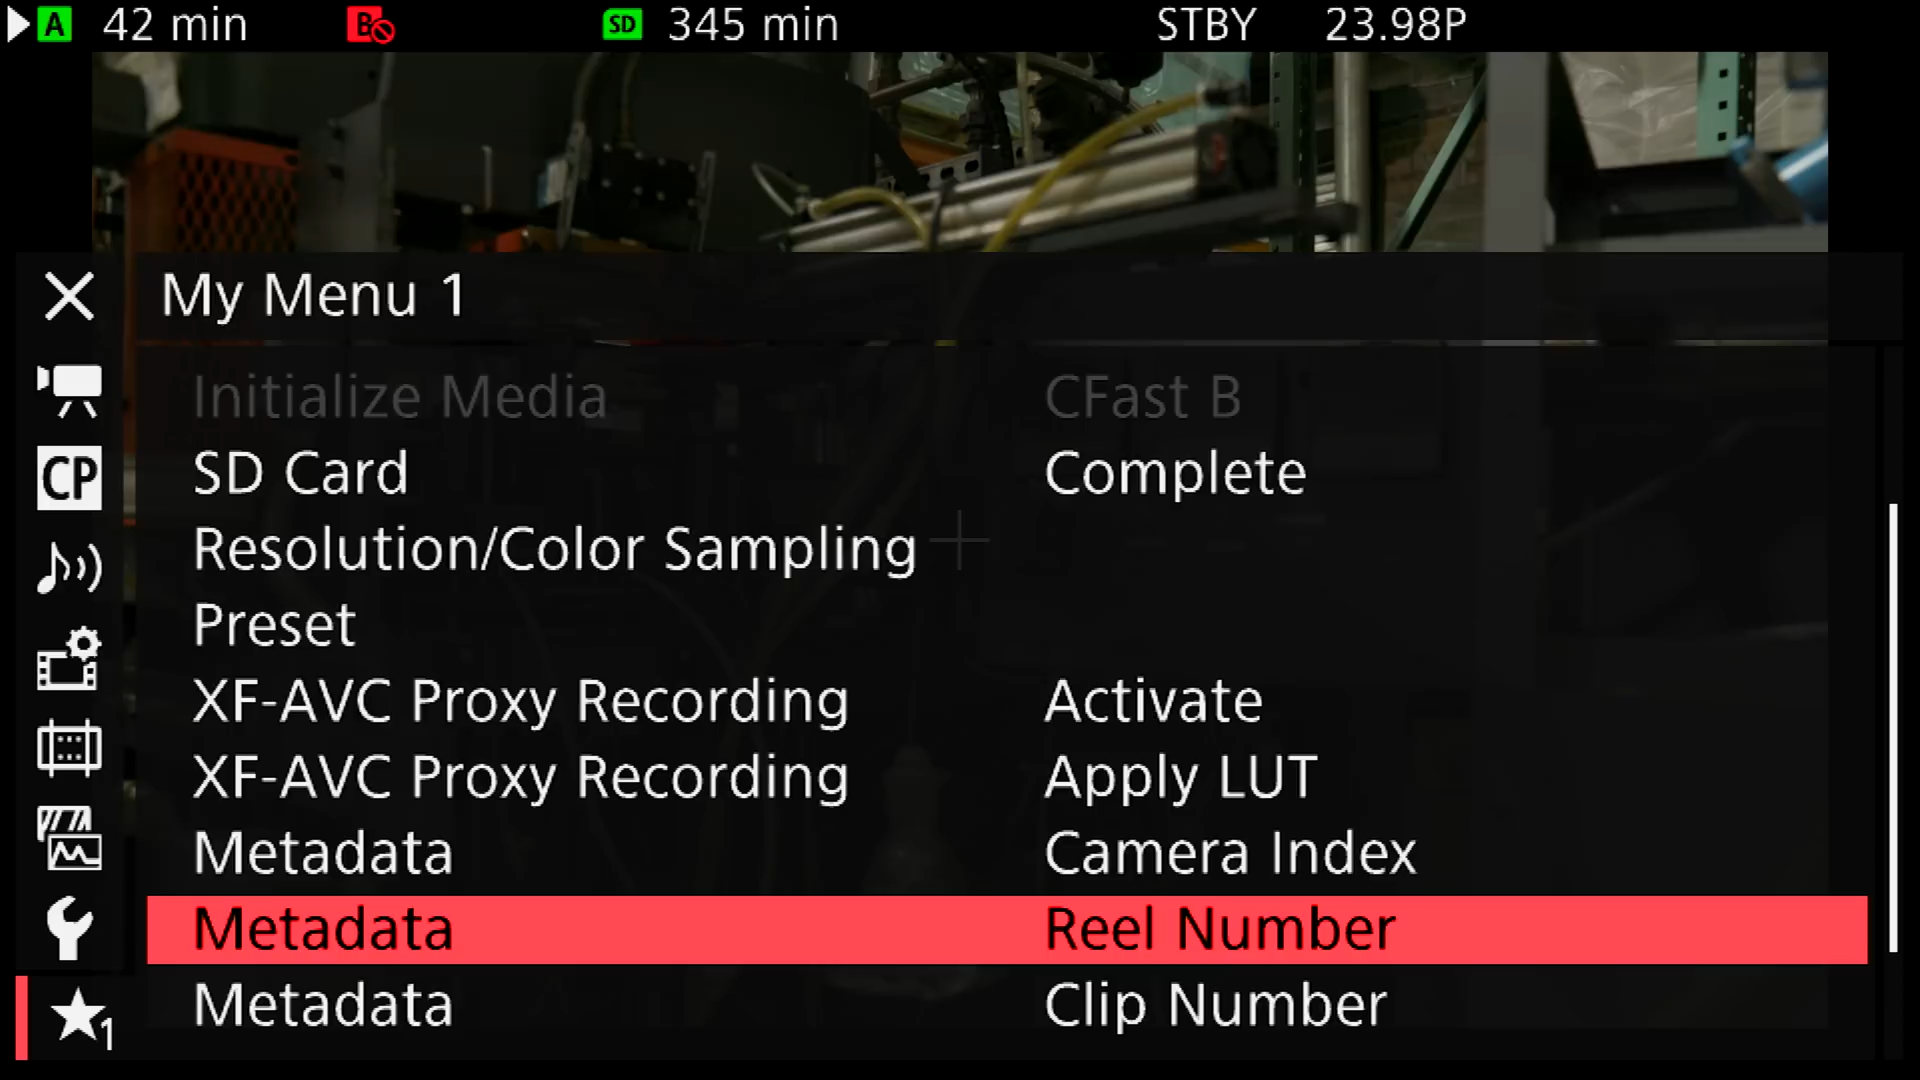 A 42 min B SD 345 min STBY 23.98P
My Menu 1
Initialize Media CFast B
SD Card Complete
CP
Resolution/Color Sampling
Preset
XF-AVC Proxy Recording Activate
XF-AVC Proxy Recording Apply LUT
Metadata Camera Index
Metadata Reel Number
Metadata Clip Number
1